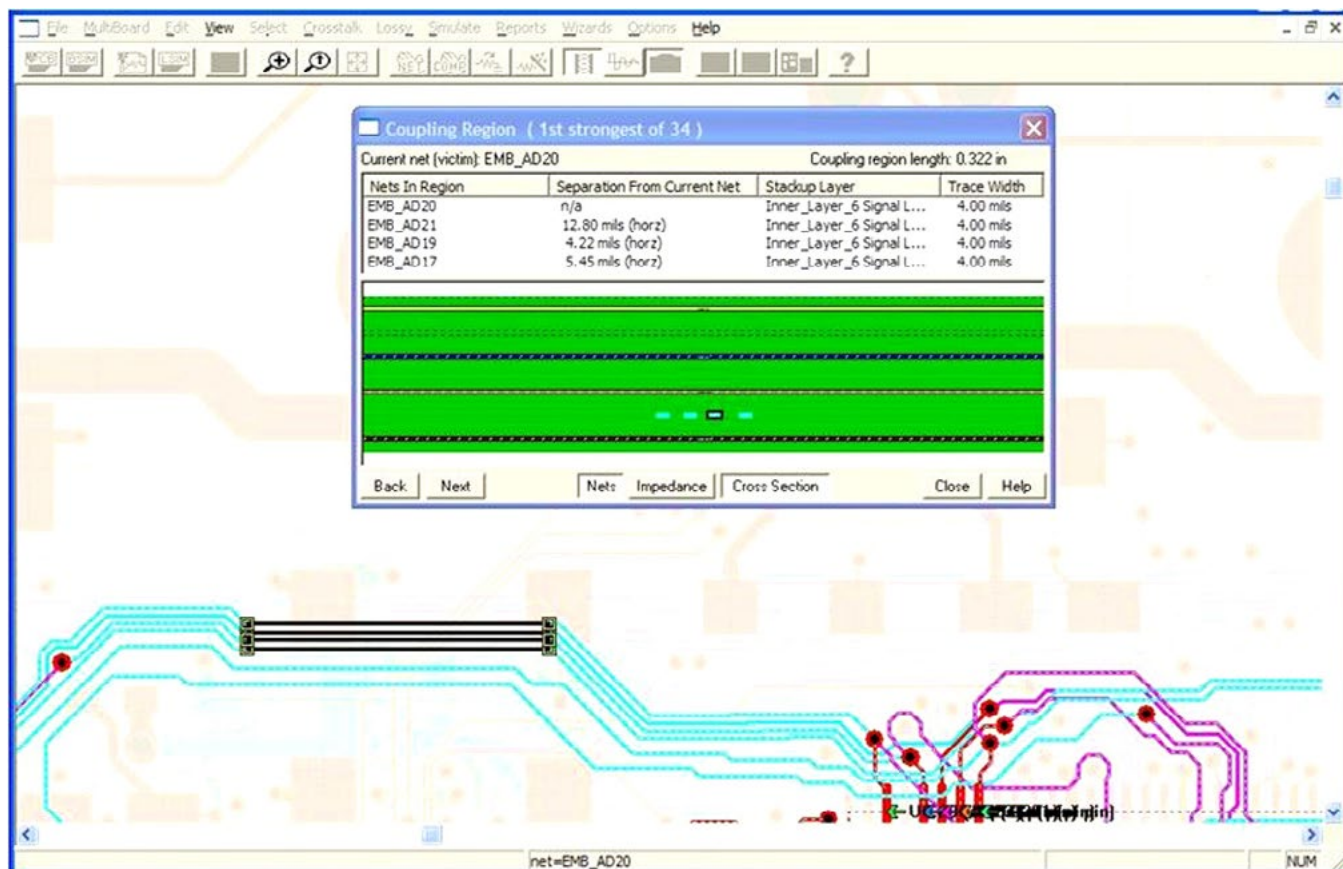 File MultiBoard Edit View Select Crosstalk Lossy Simulate Reports Wizards Options Help
Coupling Region ( 1st strongest of 34 )
Current net (victim): EMB_AD20 Coupling region length: 0.322 in
Nets In Region Separation From Current Net Stackup Layer Trace Width
EMB_AD20 n/a Inner_Layer_6 Signal L... 4.00 mils
EMB_AD21 12.80 mils (horz) Inner_Layer_6 Signal L... 4.00 mils
EMB_AD19 4.22 mils (horz) Inner_Layer_6 Signal L... 4.00 mils
EMB_AD17 5.45 mils (horz) Inner_Layer_6 Signal L... 4.00 mils
Back Next Nets Impedance Cross Section Close Help
net=EMB_AD20 NUM